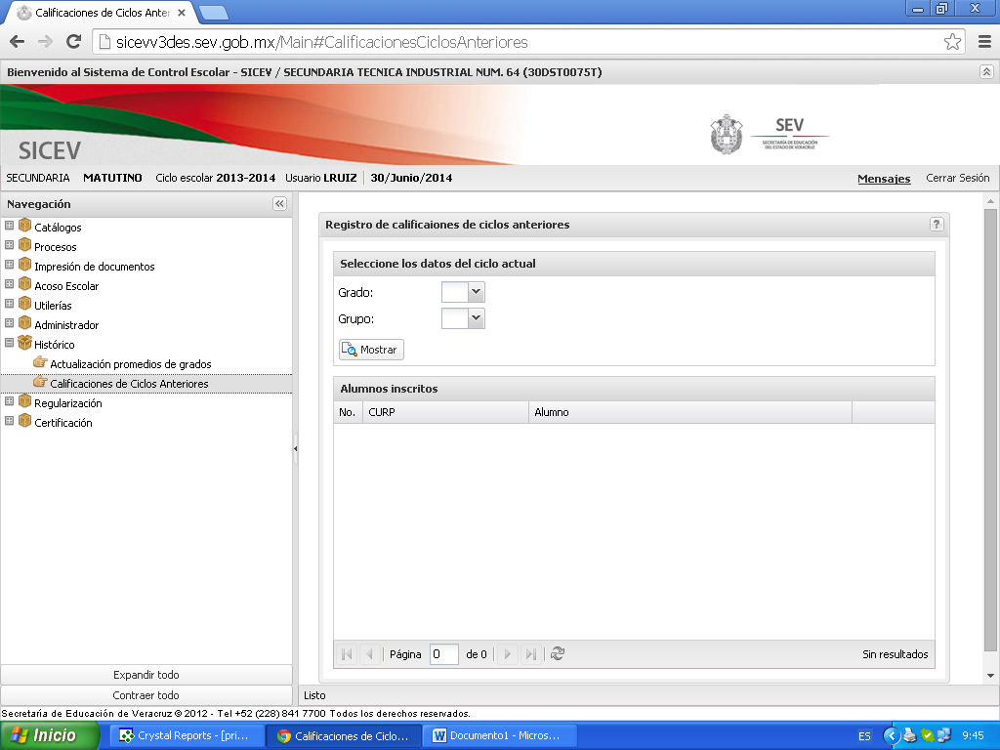 Calificaciones de Ciclos Anter
sicevv3des.sev.gob.mx/Main#CalificacionesCiclosAnteriores
Bienvenido al Sistema de Control Escolar - SICEV / SECUNDARIA TECNICA INDUSTRIAL NUM. 64 (30DST0075T)
SICEV
SEV
SECRETARÍA DE EDUCACIÓN
DEL ESTADO DE VERACRUZ
SECUNDARIA MATUTINO Ciclo escolar 2013-2014 Usuario LRUIZ 30/Junio/2014 Mensajes Cerrar Sesión
Navegación
Catálogos
Procesos
Impresión de documentos
Acoso Escolar
Utilerías
Administrador
Histórico
Actualización promedios de grados
Calificaciones de Ciclos Anteriores
Regularización
Certificación
Expandir todo
Contraer todo
Registro de calificaiones de ciclos anteriores ?
Seleccione los datos del ciclo actual
Grado:
Grupo:
Mostrar
Alumnos inscritos
No. CURP Alumno
Página 0 de 0 Sin resultados
Listo
Secretaría de Educación de Veracruz © 2012 - Tel +52 (228) 841 7700 Todos los derechos reservados.
Inicio Crystal Reports - [pri... Calificaciones de Ciclo... Documento1 - Micros... ES 9:45